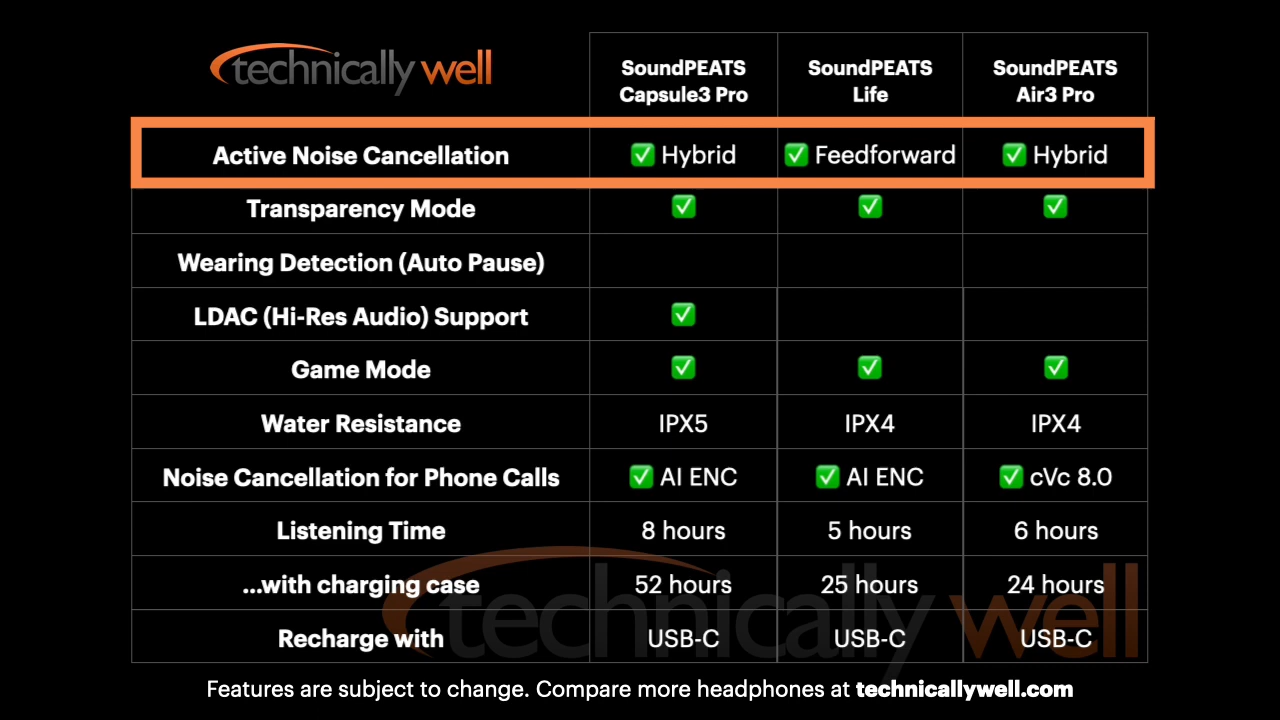 technically well
SoundPEATS Capsule3 Pro
SoundPEATS Life
SoundPEATS Air3 Pro
Active Noise Cancellation ✅ Hybrid ✅ Feedforward ✅ Hybrid
Transparency Mode ✅ ✅ ✅
Wearing Detection (Auto Pause)
LDAC (Hi-Res Audio) Support ✅
Game Mode ✅ ✅ ✅
Water Resistance IPX5 IPX4 IPX4
Noise Cancellation for Phone Calls ✅ AI ENC ✅ AI ENC ✅ cVc 8.0
Listening Time 8 hours 5 hours 6 hours
...with charging case 52 hours 25 hours 24 hours
Recharge with USB-C USB-C USB-C
technically well
Features are subject to change. Compare more headphones at technicallywell.com